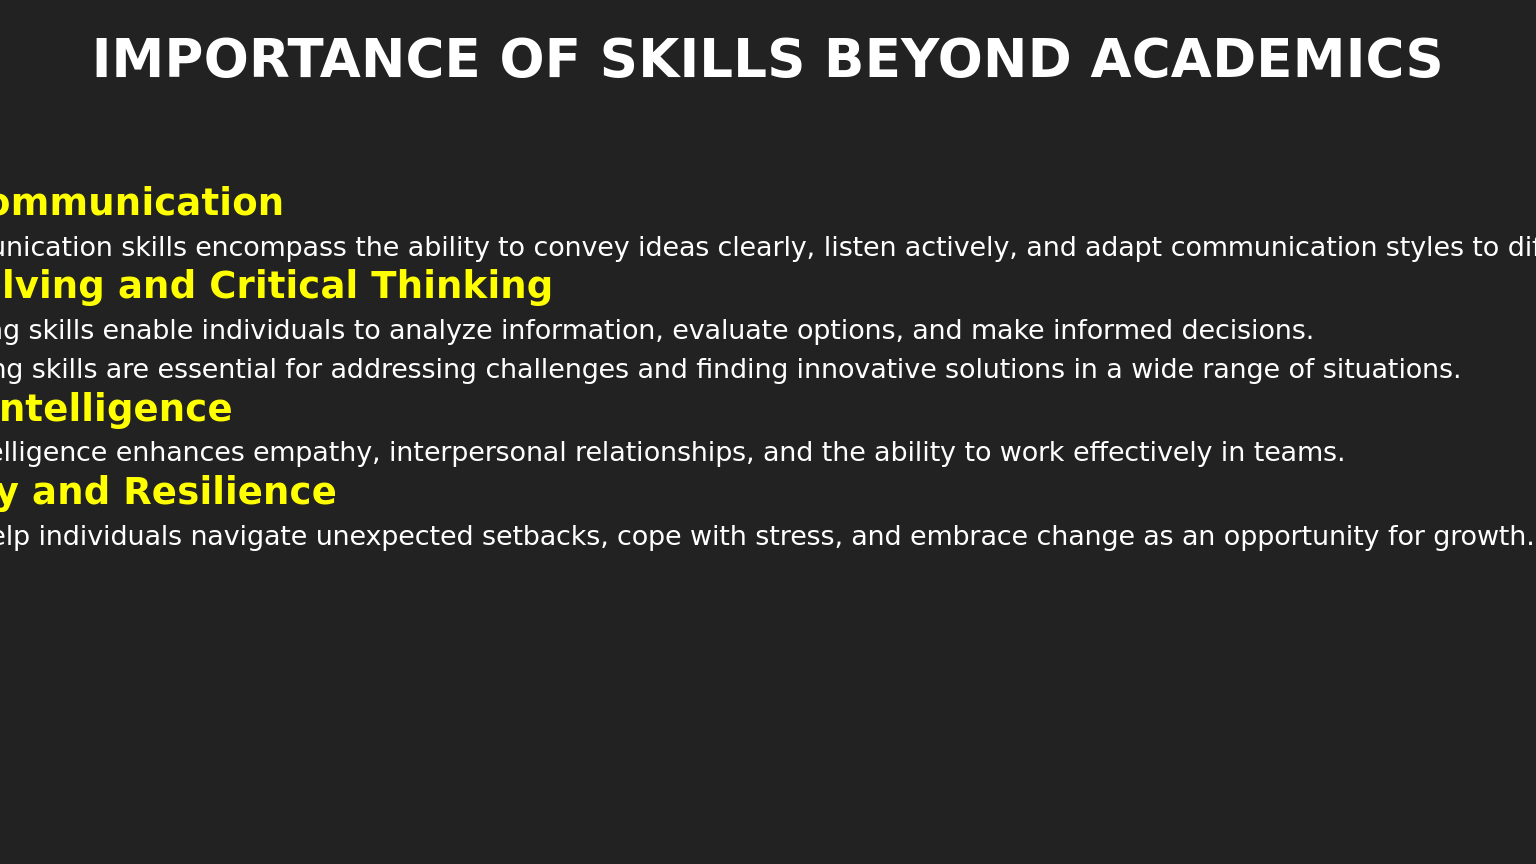 IMPORTANCE OF SKILLS BEYOND ACADEMICS
ommunication
unication skills encompass the ability to convey ideas clearly, listen actively, and adapt communication styles to dif
lving and Critical Thinking
ng skills enable individuals to analyze information, evaluate options, and make informed decisions.
ng skills are essential for addressing challenges and finding innovative solutions in a wide range of situations.
Intelligence
elligence enhances empathy, interpersonal relationships, and the ability to work effectively in teams.
y and Resilience
elp individuals navigate unexpected setbacks, cope with stress, and embrace change as an opportunity for growth.